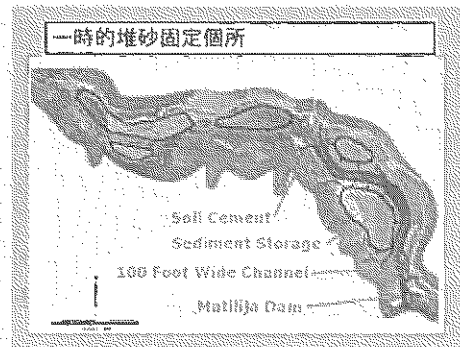 一時的堆砂固定個所
Soil Cement
Sediment Storage
100 Foot Wide Channel
Matilija Dam